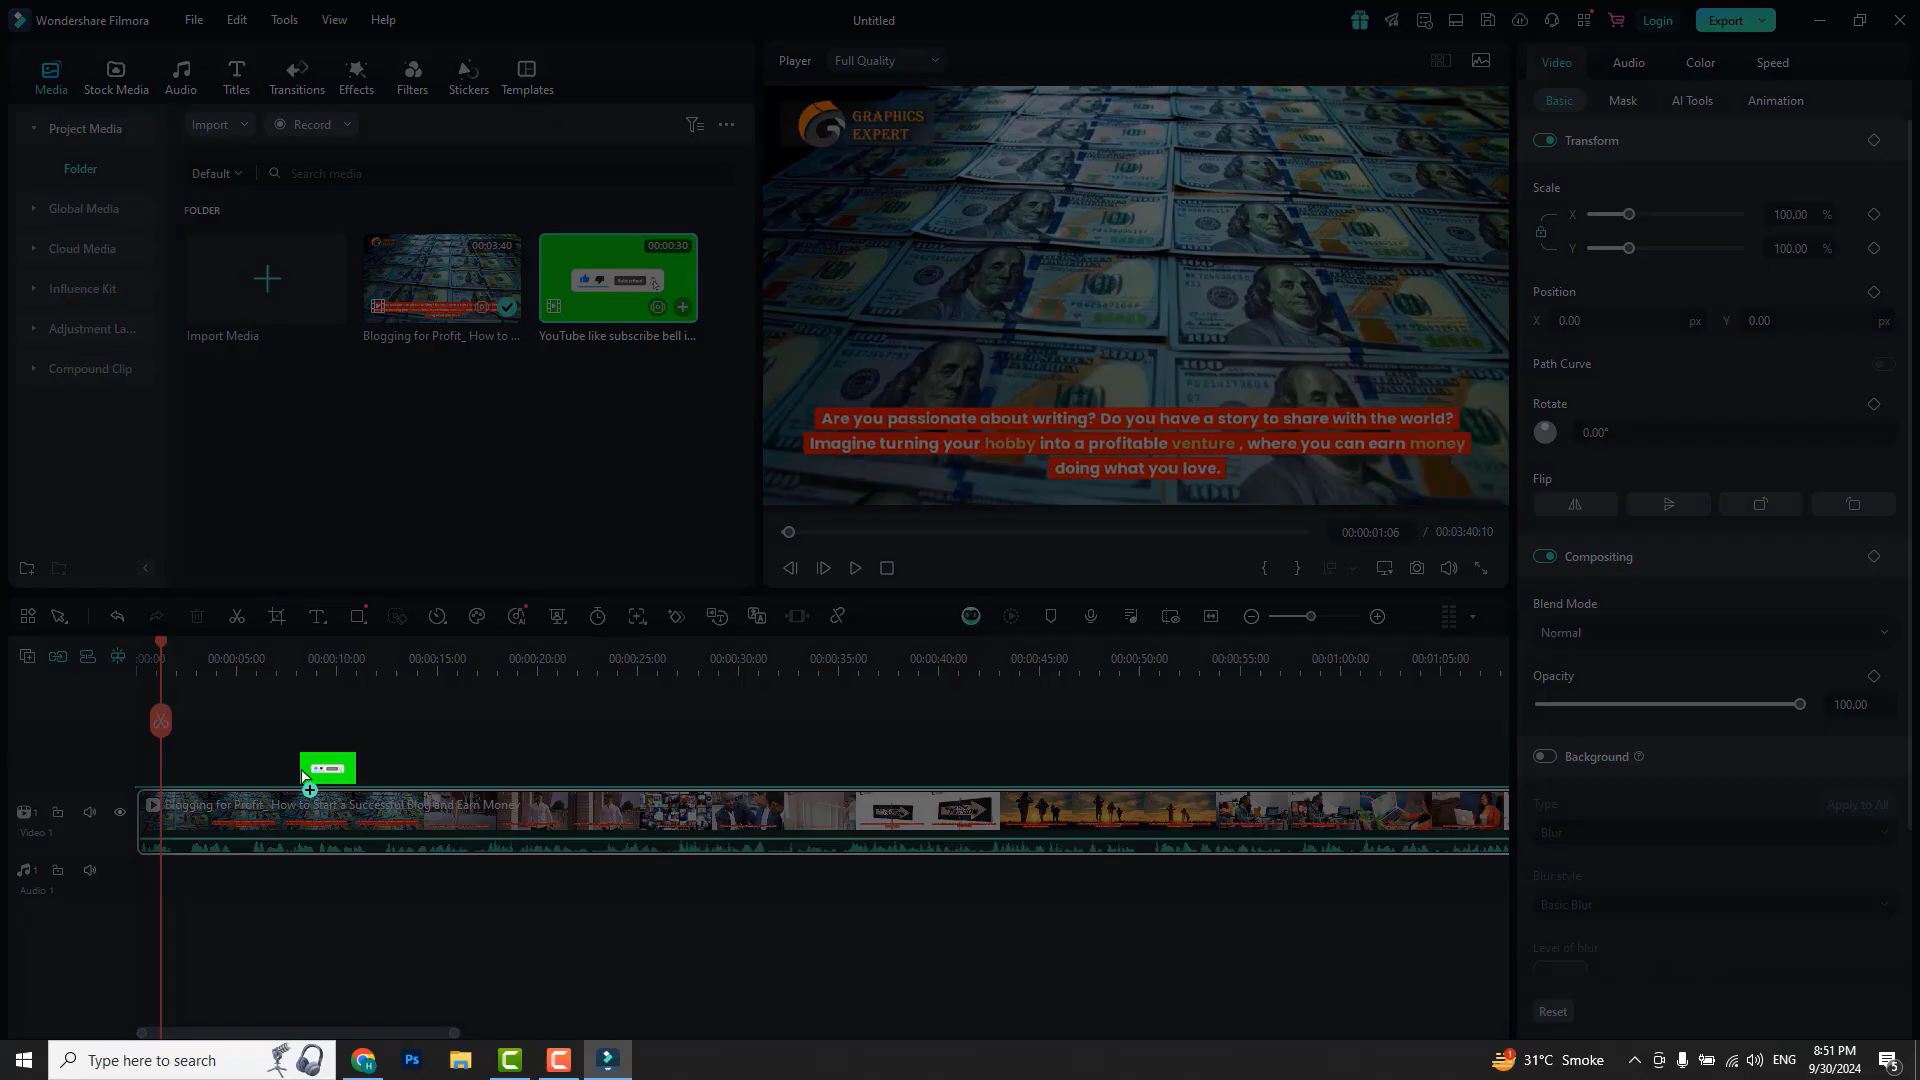 Wondershare Filmora
File
Edit
Tools
View
Help
Untitled
Login
Export
Media
Stock Media
Audio
Titles
Transitions
Effects
Filters
Stickers
Templates
Player
Full Quality
Video
Audio
Color
Speed
Basic
Mask
AI Tools
Animation
Project Media
Folder
Global Media
Cloud Media
Influence Kit
Adjustment La...
Compound Clip
Import
Record
Default
Search media
FOLDER
Import Media
00:03:40
Blogging for Profit_ How to ...
00:00:30
Subscribed
YouTube like subscribe bell i...
GRAPHICS
EXPERT
Are you passionate about writing? Do you have a story to share with the world?
Imagine turning your hobby into a profitable venture , where you can earn money
doing what you love.
00:00:01:06 / 00:03:40:10
Transform
Scale
X 100.00 %
Y 100.00 %
Position
X 0.00 px Y 0.00 px
Path Curve
Rotate
0.00°
Flip
Compositing
Blend Mode
Normal
Opacity
100.00
Background
Type
Apply to All
Blur
Blur style
Basic Blur
Level of blur
Reset
:00:00 00:00:05:00 00:00:10:00 00:00:15:00 00:00:20:00 00:00:25:00 00:00:30:00 00:00:35:00 00:00:40:00 00:00:45:00 00:00:50:00 00:00:55:00 00:01:00:00 00:01:05:00
Blogging for Profit_ How to Start a Successful Blog and Earn Money
1
Video 1
1
Audio 1
Type here to search
Ps
31°C Smoke
ENG
8:51 PM
9/30/2024
5